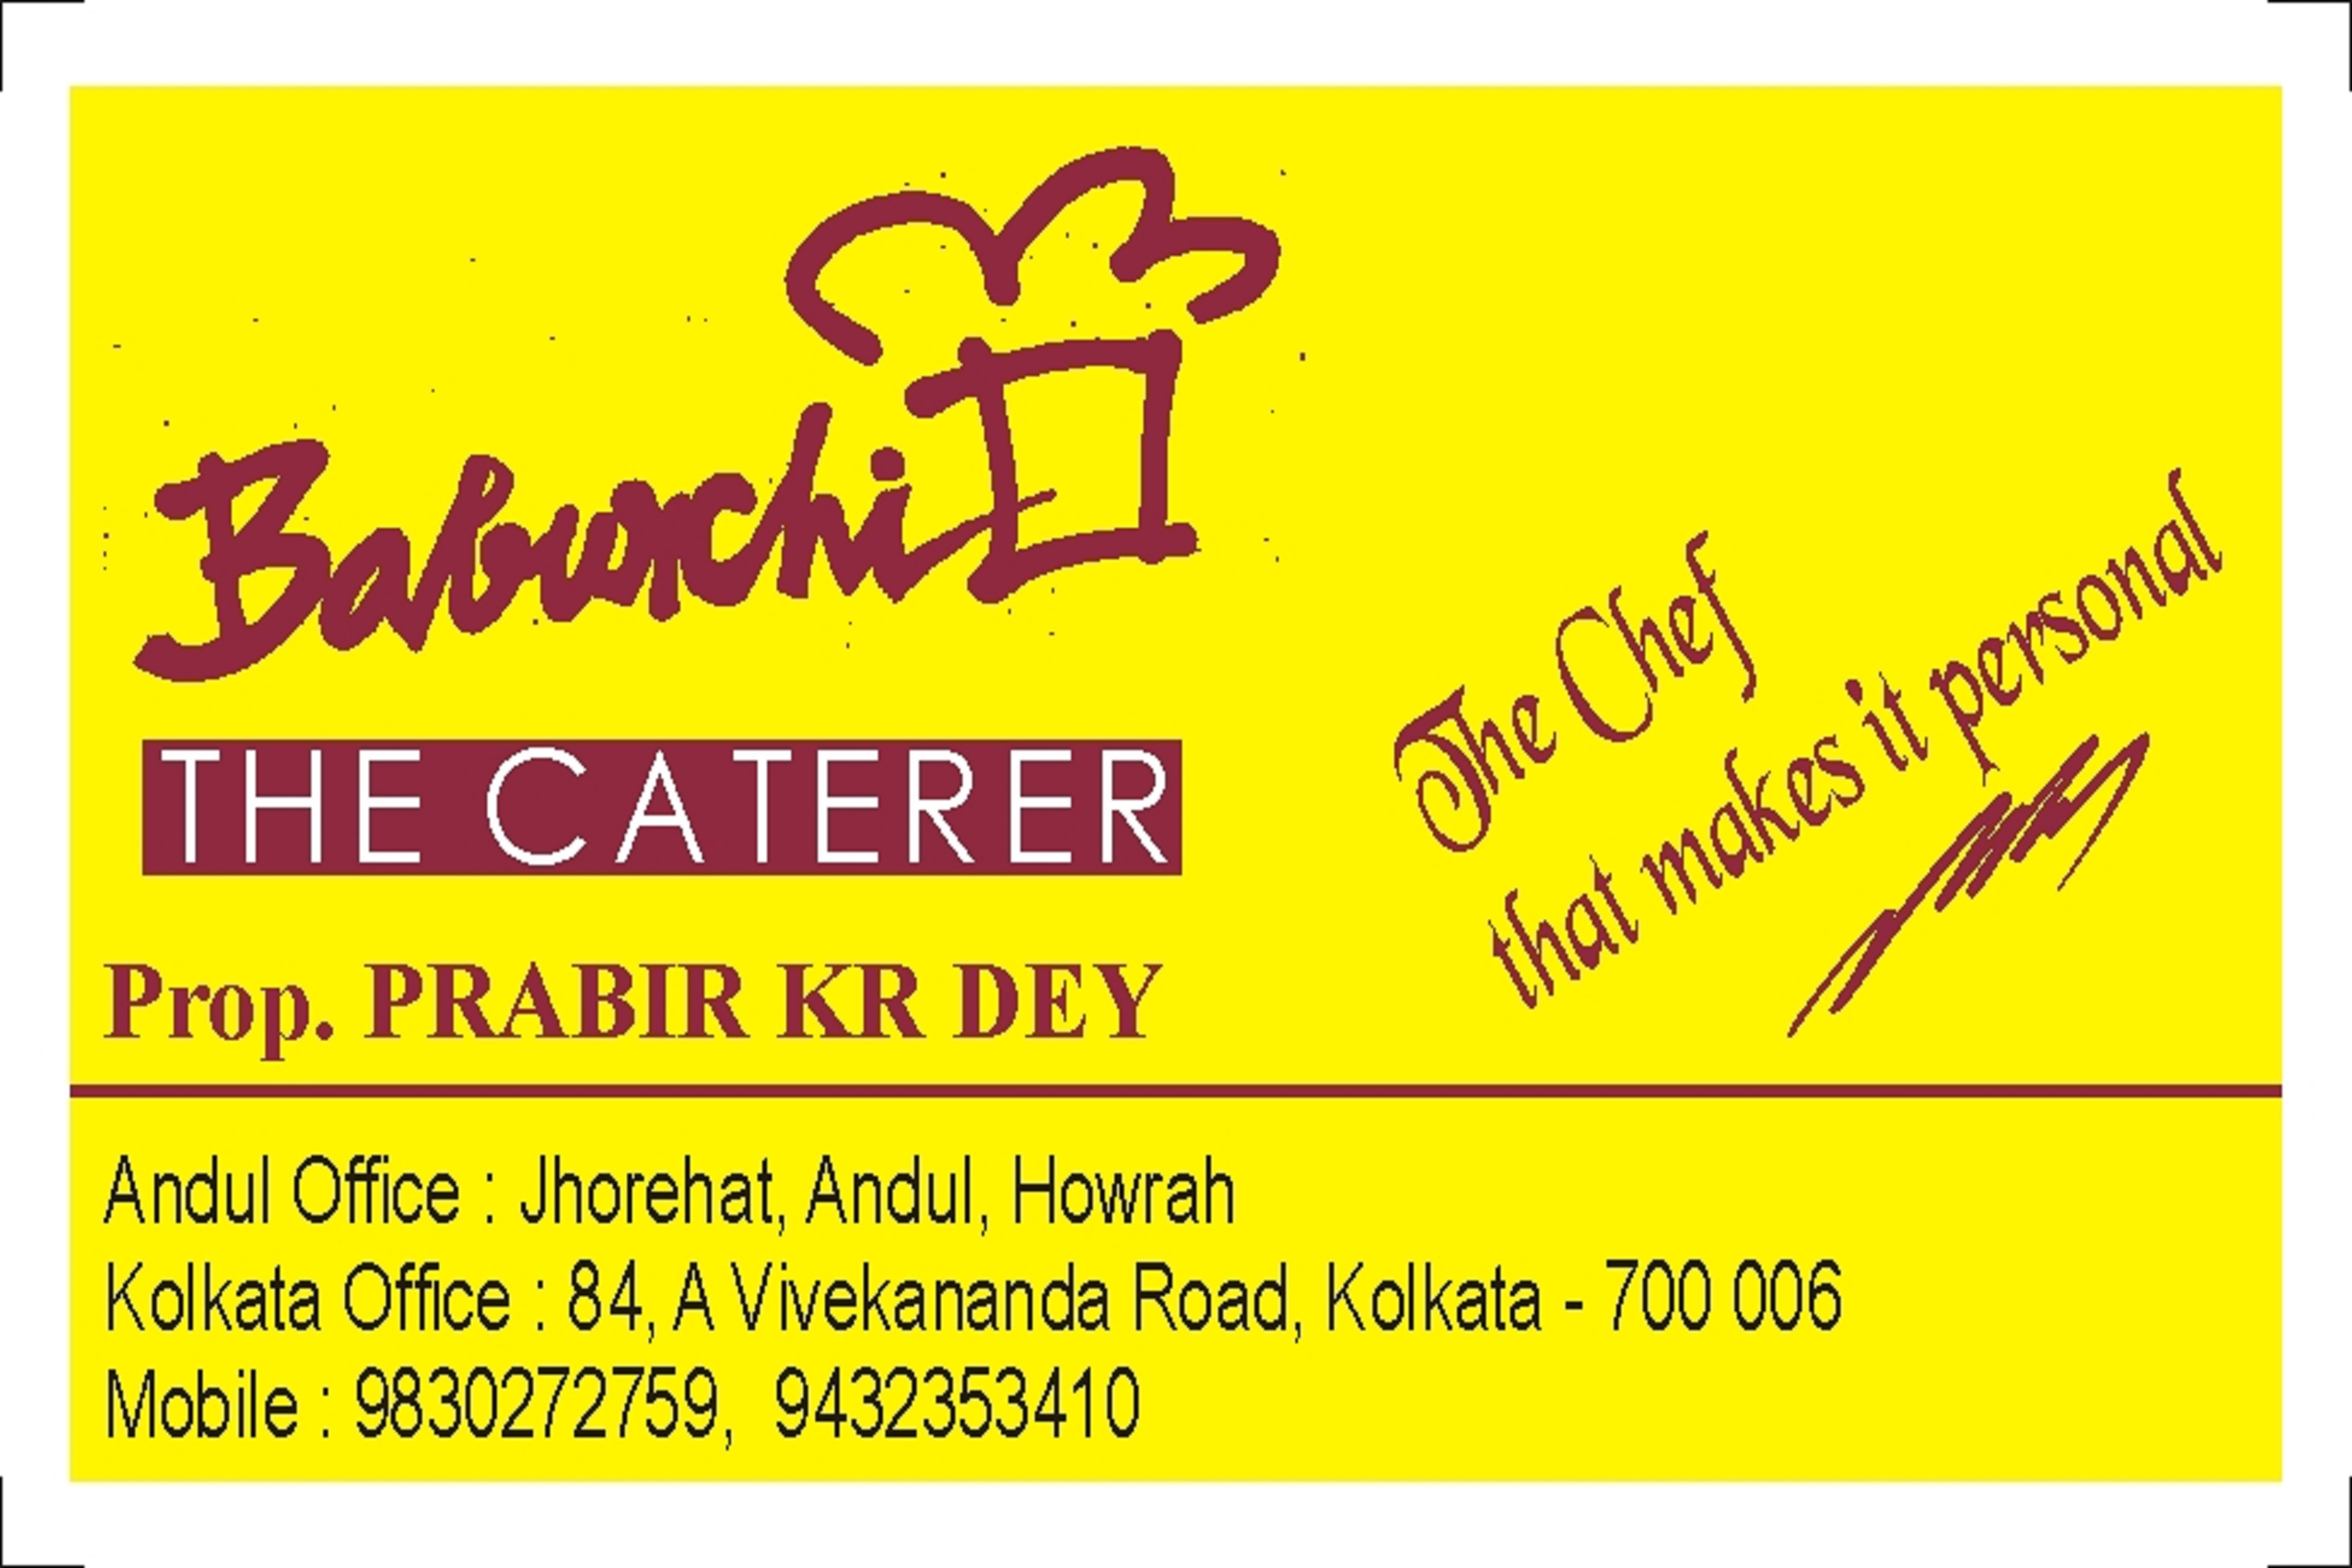 Baburchi
THE CATERER
Prop. PRABIR KR DEY
The Chef
that makes it personal
Andul Office : Jhorehat, Andul, Howrah
Kolkata Office : 84, A Vivekananda Road, Kolkata - 700 006
Mobile : 9830272759, 9432353410